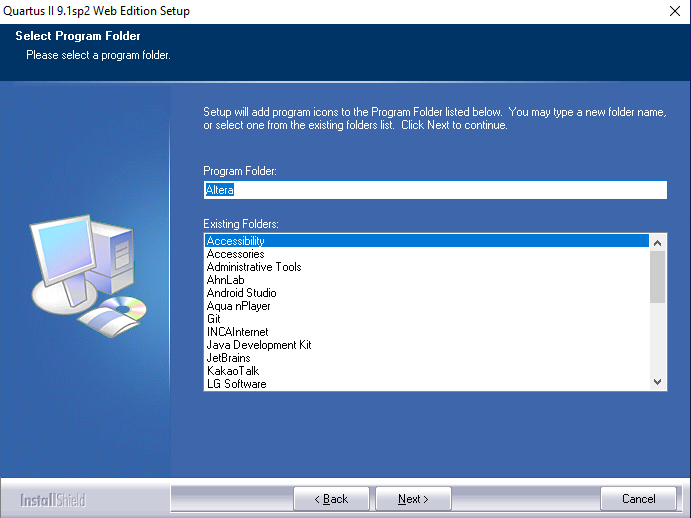 Quartus II 9.1sp2 Web Edition Setup
Select Program Folder
Please select a program folder.
Setup will add program icons to the Program Folder listed below. You may type a new folder name,
or select one from the existing folders list. Click Next to continue.
Program Folder:
Altera
Existing Folders:
Accessibility
Accessories
Administrative Tools
AhnLab
Android Studio
Aqua nPlayer
Git
INCAInternet
Java Development Kit
JetBrains
KakaoTalk
LG Software
InstallShield
< Back
Next >
Cancel